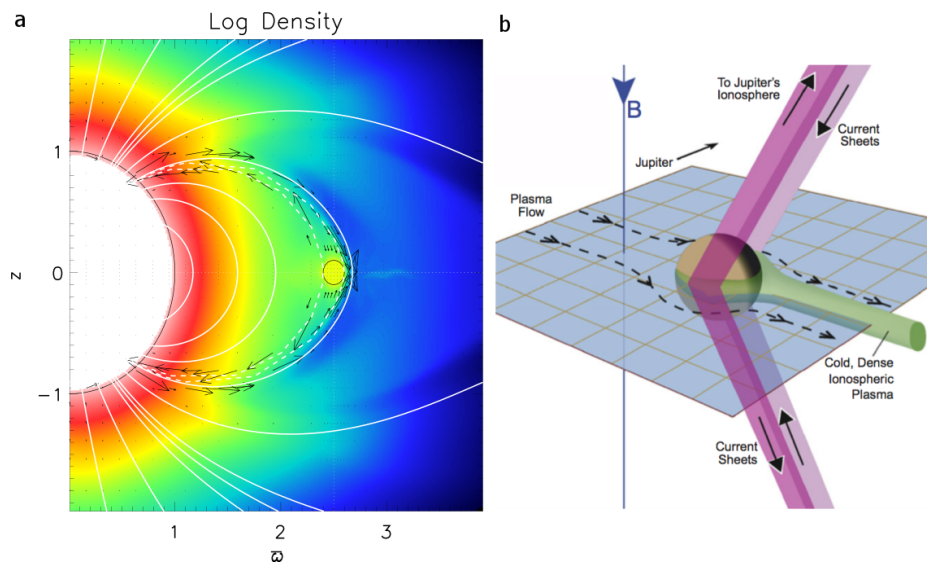 a
Log Density
z
1
0
−1
1
2
3
ϖ
b
To Jupiter's
Ionosphere
B
Current
Sheets
Jupiter
Plasma
Flow
Cold, Dense
Ionospheric
Plasma
Current
Sheets